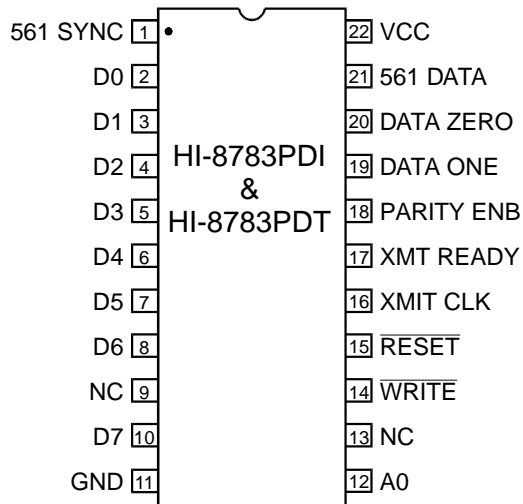 561 SYNC 1 22 VCC
D0 2 21 561 DATA
D1 3 20 DATA ZERO
D2 4 HI-8783PDI 19 DATA ONE
&
D3 5 HI-8783PDT 18 PARITY ENB
D4 6 17 XMT READY
D5 7 16 XMIT CLK
D6 8 15 RESET
NC 9 14 WRITE
D7 10 13 NC
GND 11 12 A0